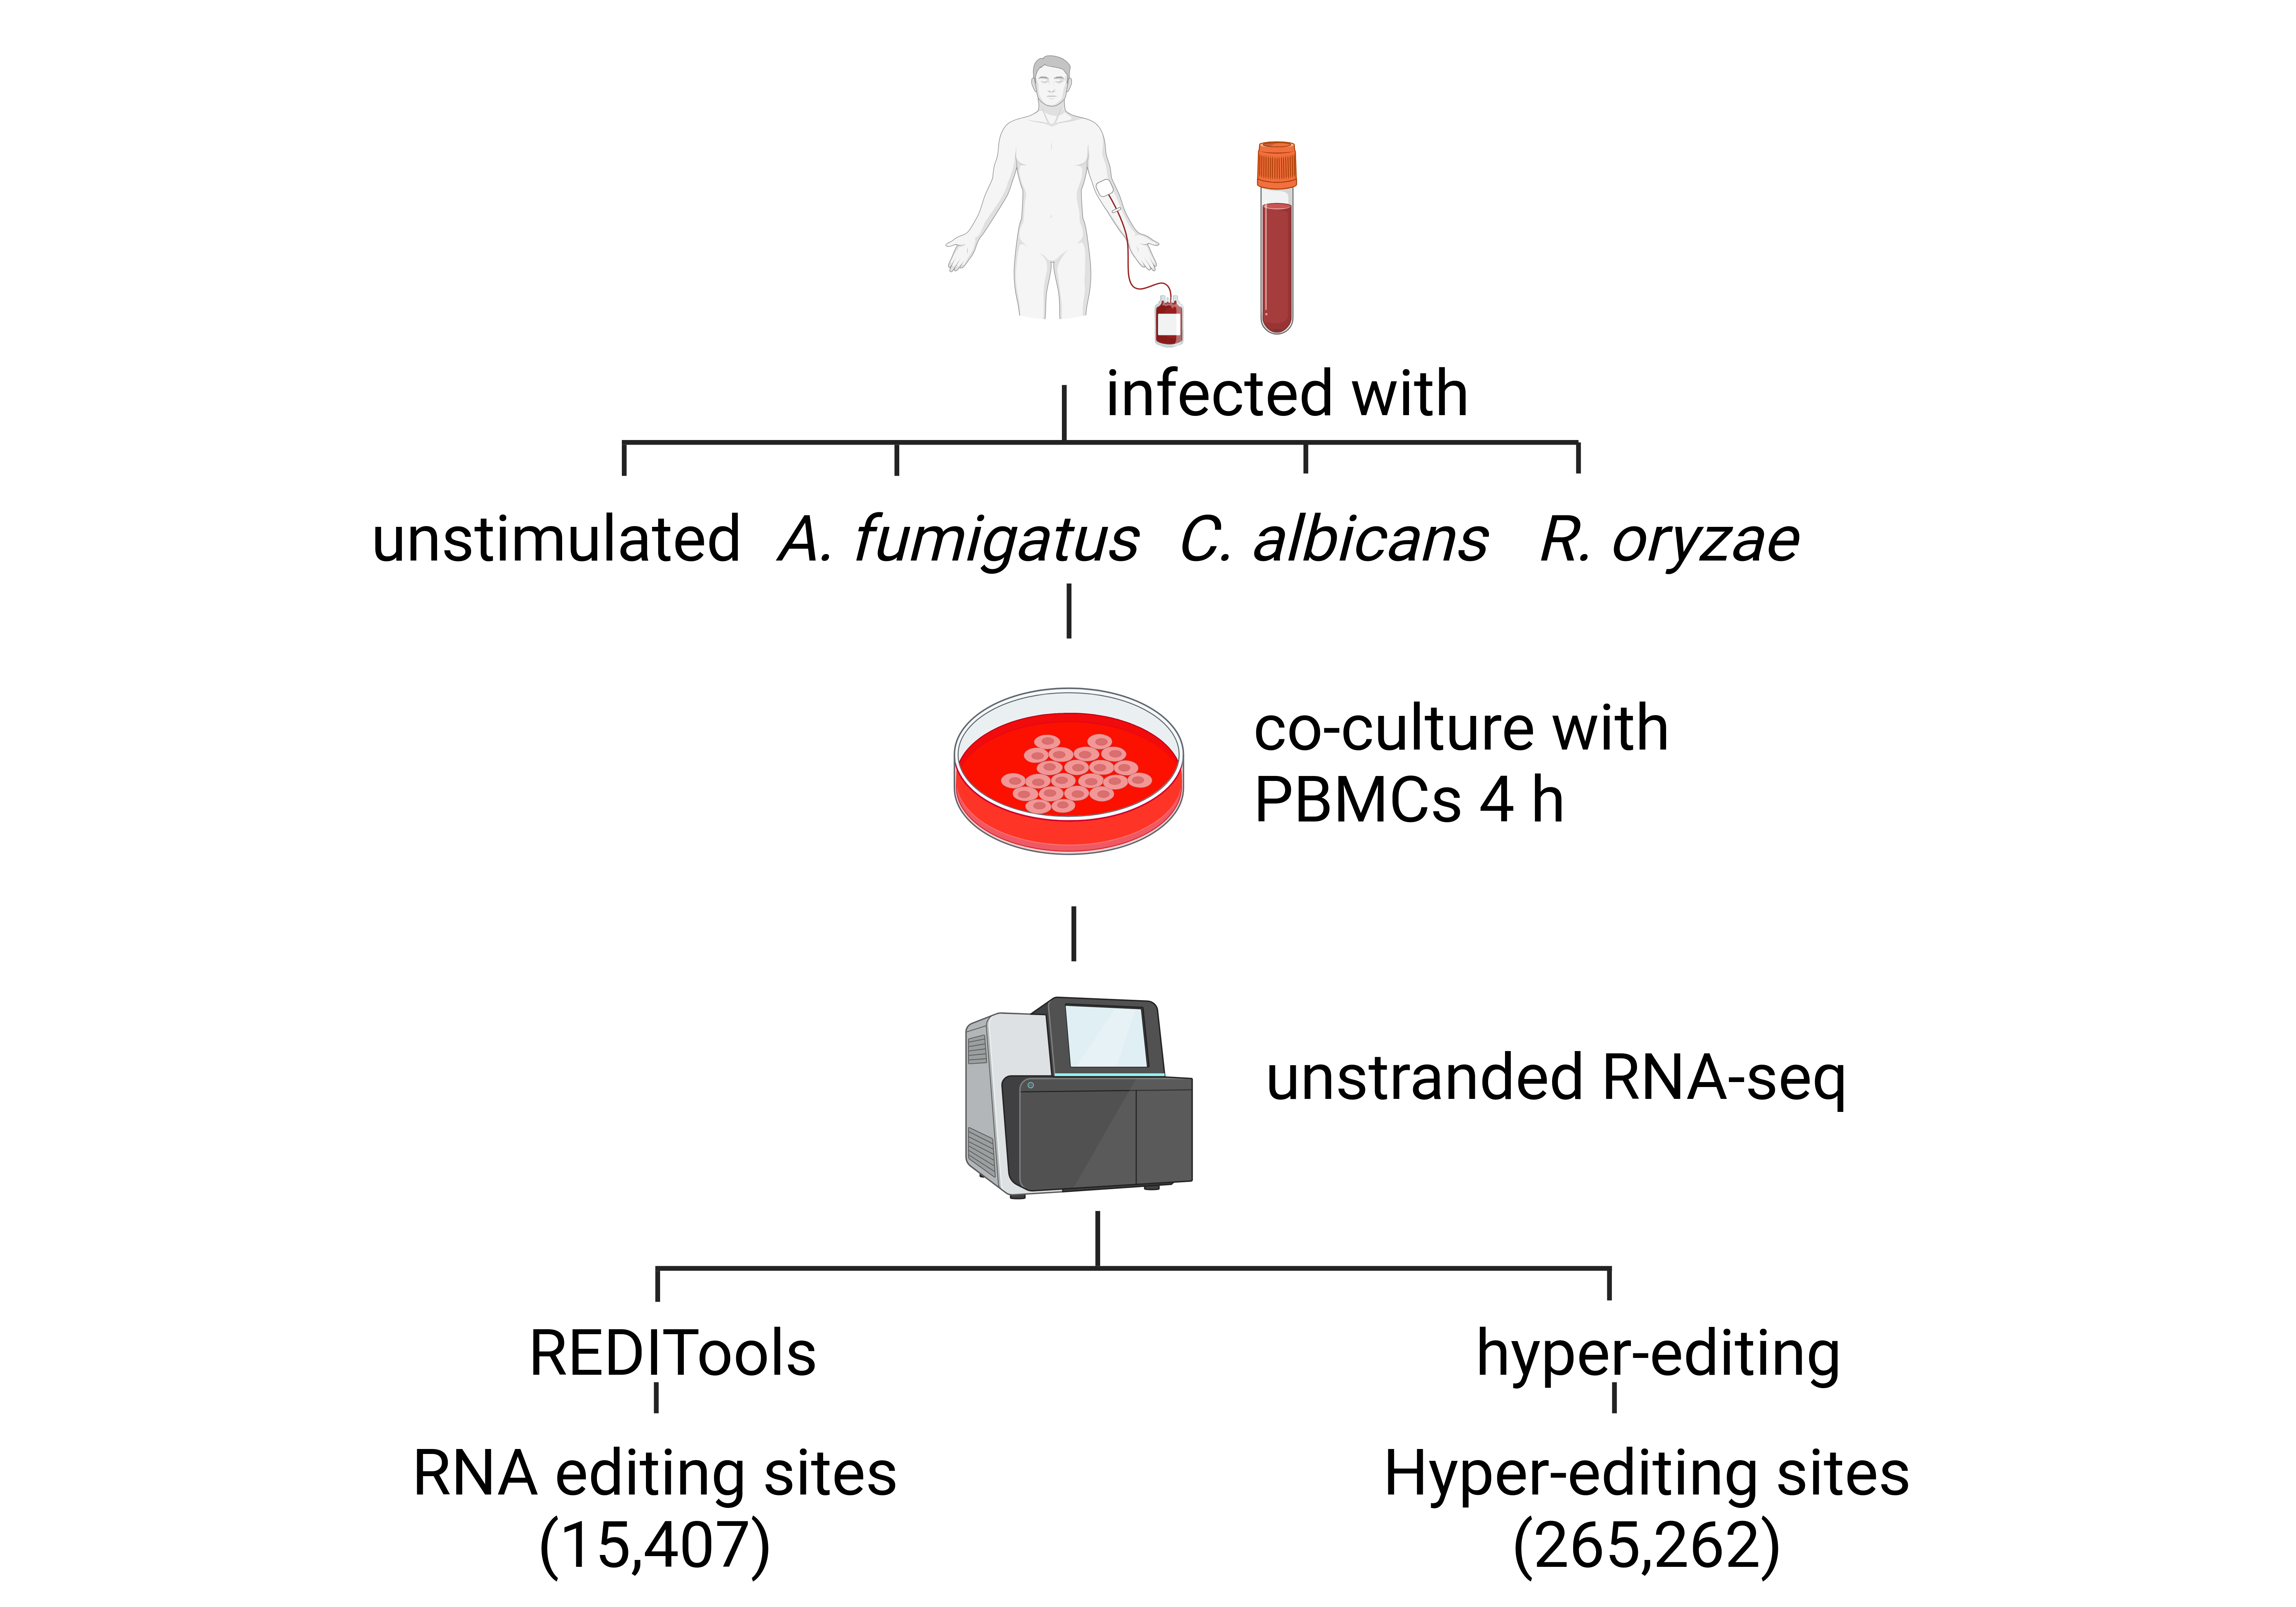 infected with
unstimulated A. fumigatus C. albicans R. oryzae
co-culture with
PBMCs 4 h
unstranded RNA-seq
REDITools
hyper-editing
RNA editing sites
(15,407)
Hyper-editing sites
(265,262)